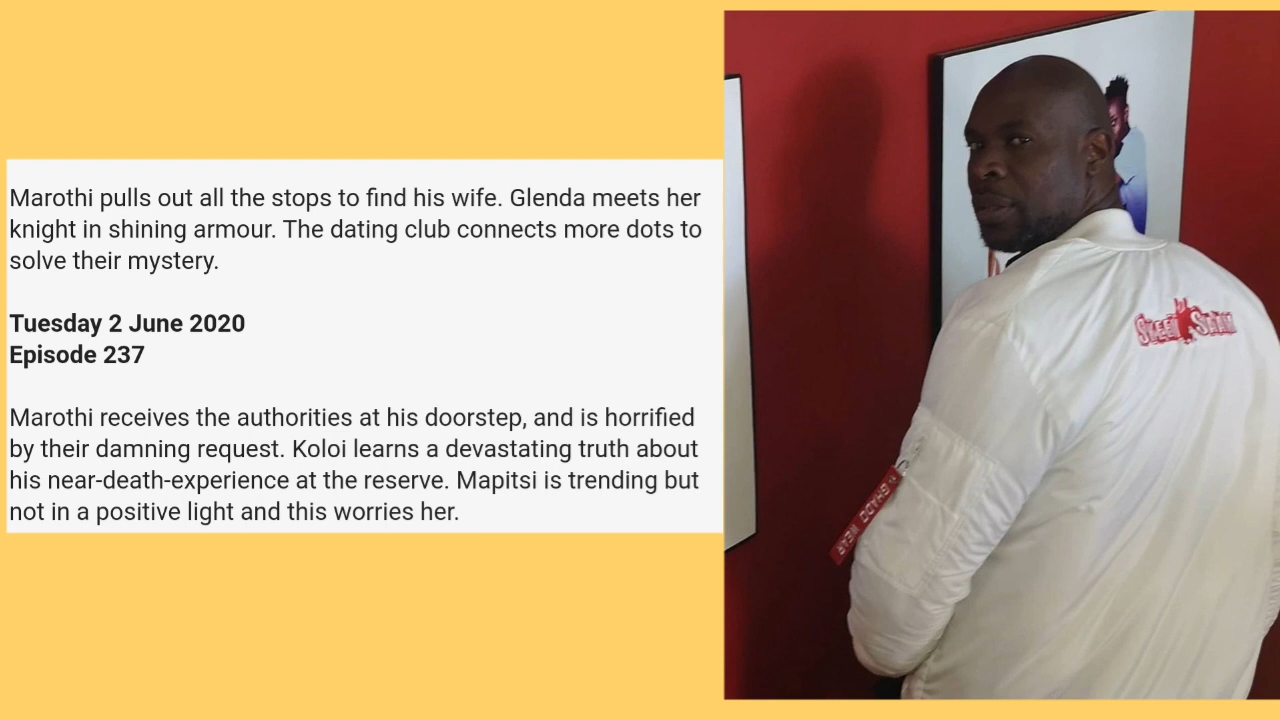 Marothi pulls out all the stops to find his wife. Glenda meets her
knight in shining armour. The dating club connects more dots to
solve their mystery.
Tuesday 2 June 2020
Episode 237
Marothi receives the authorities at his doorstep, and is horrified
by their damning request. Koloi learns a devastating truth about
his near-death-experience at the reserve. Mapitsi is trending but
not in a positive light and this worries her.